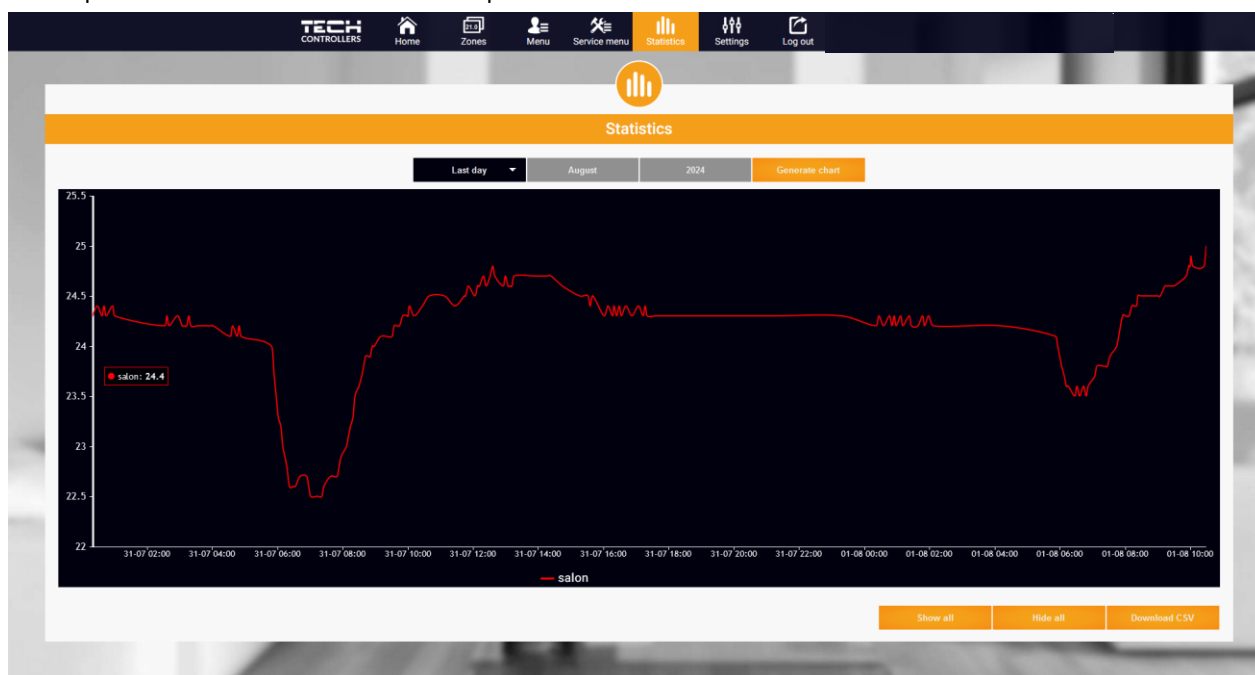 TECH
CONTROLLERS
21.0
Home
Zones
Menu
Service menu
Statistics
Settings
Log out
Statistics
Last day
August
2024
Generate chart
25.5
25
24.5
24
23.5
23
22.5
22
salon: 24.4
31-07 02:00 31-07 04:00 31-07 06:00 31-07 08:00 31-07 10:00 31-07 12:00 31-07 14:00 31-07 16:00 31-07 18:00 31-07 20:00 31-07 22:00 01-08 00:00 01-08 02:00 01-08 04:00 01-08 06:00 01-08 08:00 01-08 10:00
salon
Show all
Hide all
Download CSV